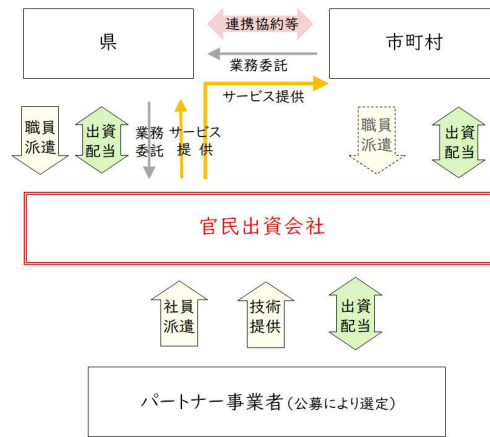 連携協約等
県
市町村
業務委託
サービス提供
職員
派遣
出資
配当
業務
委託
サービス
提 供
職員
派遣
出資
配当
官民出資会社
社員
派遣
技術
提供
出資
配当
パートナー事業者(公募により選定)